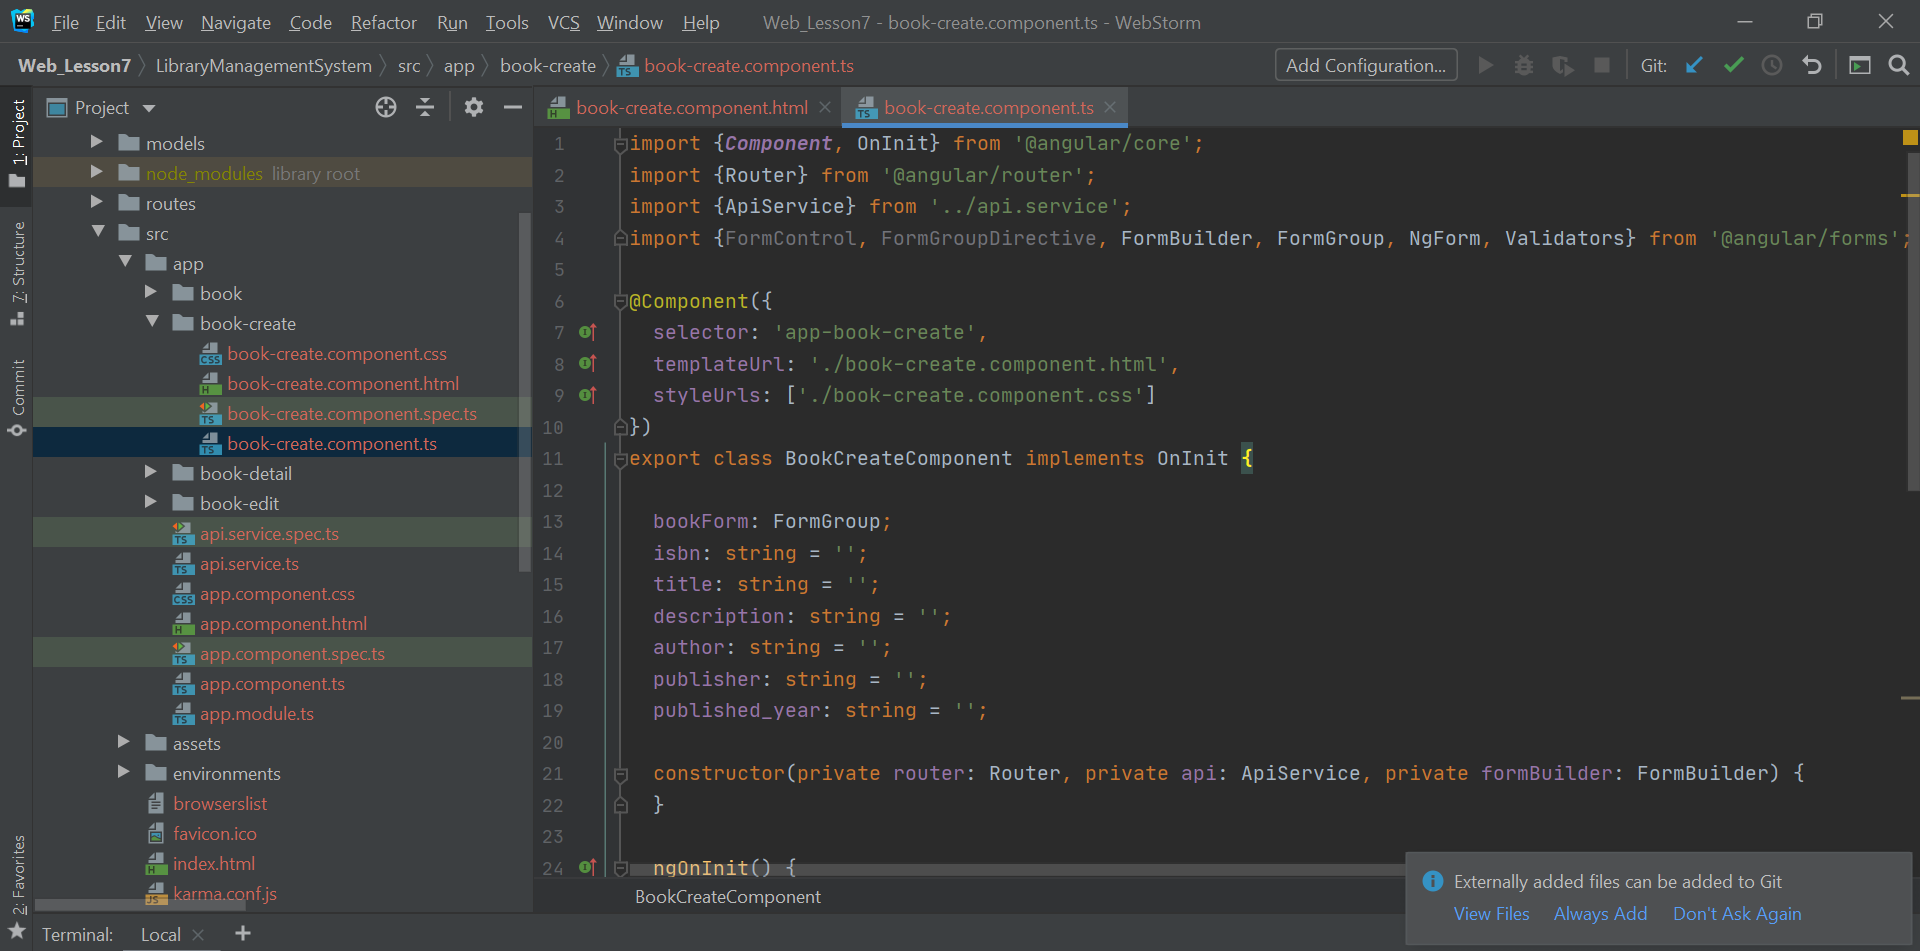 WS File Edit View Navigate Code Refactor Run Tools VCS Window Help Web_Lesson7 - book-create.component.ts - WebStorm
Web_Lesson7 LibraryManagementSystem src app book-create book-create.component.ts Add Configuration... Git:
1: Project
7: Structure
Commit
2: Favorites
Project
models
node_modules library root
routes
src
app
book
book-create
book-create.component.css
book-create.component.html
book-create.component.spec.ts
book-create.component.ts
book-detail
book-edit
api.service.spec.ts
api.service.ts
app.component.css
app.component.html
app.component.spec.ts
app.component.ts
app.module.ts
assets
environments
browserslist
favicon.ico
index.html
karma.conf.js
book-create.component.html book-create.component.ts
1 import {Component, OnInit} from '@angular/core';
2 import {Router} from '@angular/router';
3 import {ApiService} from '../api.service';
4 import {FormControl, FormGroupDirective, FormBuilder, FormGroup, NgForm, Validators} from '@angular/forms';
5
6 @Component({
7 selector: 'app-book-create',
8 templateUrl: './book-create.component.html',
9 styleUrls: ['./book-create.component.css']
10 })
11 export class BookCreateComponent implements OnInit {
12
13 bookForm: FormGroup;
14 isbn: string = '';
15 title: string = '';
16 description: string = '';
17 author: string = '';
18 publisher: string = '';
19 published_year: string = '';
20
21 constructor(private router: Router, private api: ApiService, private formBuilder: FormBuilder) {
22 }
23
24 ngOnInit() {
BookCreateComponent
Externally added files can be added to Git
View Files Always Add Don't Ask Again
Terminal: Local